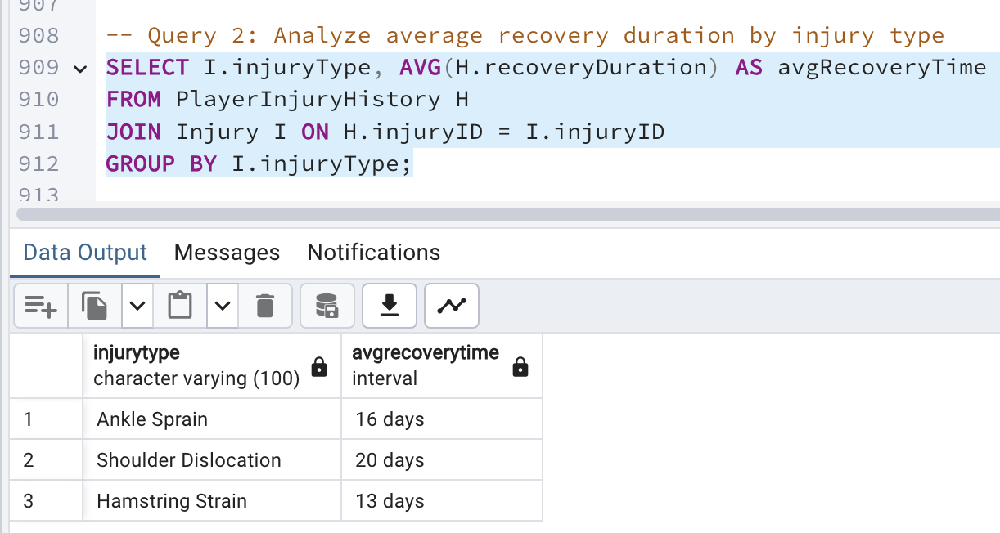 907
908 -- Query 2: Analyze average recovery duration by injury type
909 SELECT I.injuryType, AVG(H.recoveryDuration) AS avgRecoveryTime
910 FROM PlayerInjuryHistory H
911 JOIN Injury I ON H.injuryID = I.injuryID
912 GROUP BY I.injuryType;
913
Data Output Messages Notifications
injurytype avgrecoverytime
character varying (100) interval
1 Ankle Sprain 16 days
2 Shoulder Dislocation 20 days
3 Hamstring Strain 13 days